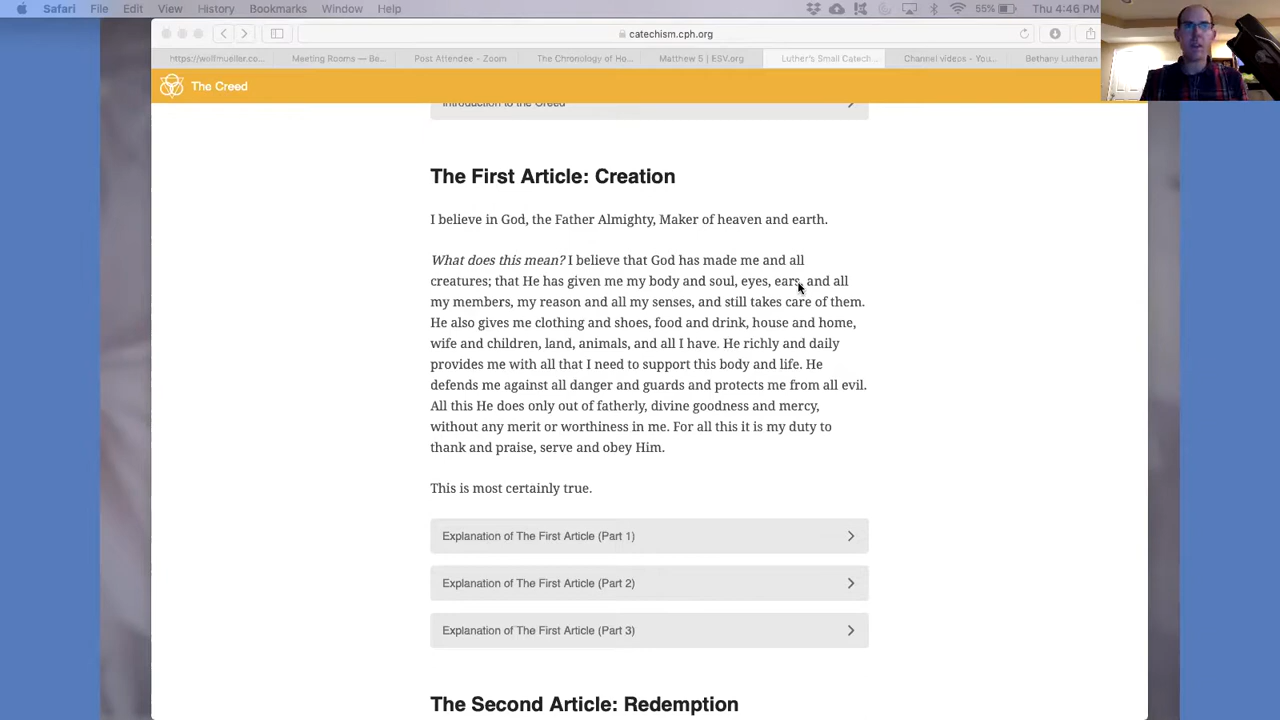 Safari File Edit View History Bookmarks Window Help 55% Thu 4:46 PM
catechism.cph.org
https://wolfmueller.co... Meeting Rooms — Be... Post Attendee - Zoom The Chronology of Ho... Matthew 5 | ESV.org Luther's Small Catech... Channel videos - You... Bethany Lutheran
The Creed
Introduction to the Creed
The First Article: Creation
I believe in God, the Father Almighty, Maker of heaven and earth.
What does this mean? I believe that God has made me and all
creatures; that He has given me my body and soul, eyes, ears, and all
my members, my reason and all my senses, and still takes care of them.
He also gives me clothing and shoes, food and drink, house and home,
wife and children, land, animals, and all I have. He richly and daily
provides me with all that I need to support this body and life. He
defends me against all danger and guards and protects me from all evil.
All this He does only out of fatherly, divine goodness and mercy,
without any merit or worthiness in me. For all this it is my duty to
thank and praise, serve and obey Him.
This is most certainly true.
Explanation of The First Article (Part 1)
Explanation of The First Article (Part 2)
Explanation of The First Article (Part 3)
The Second Article: Redemption